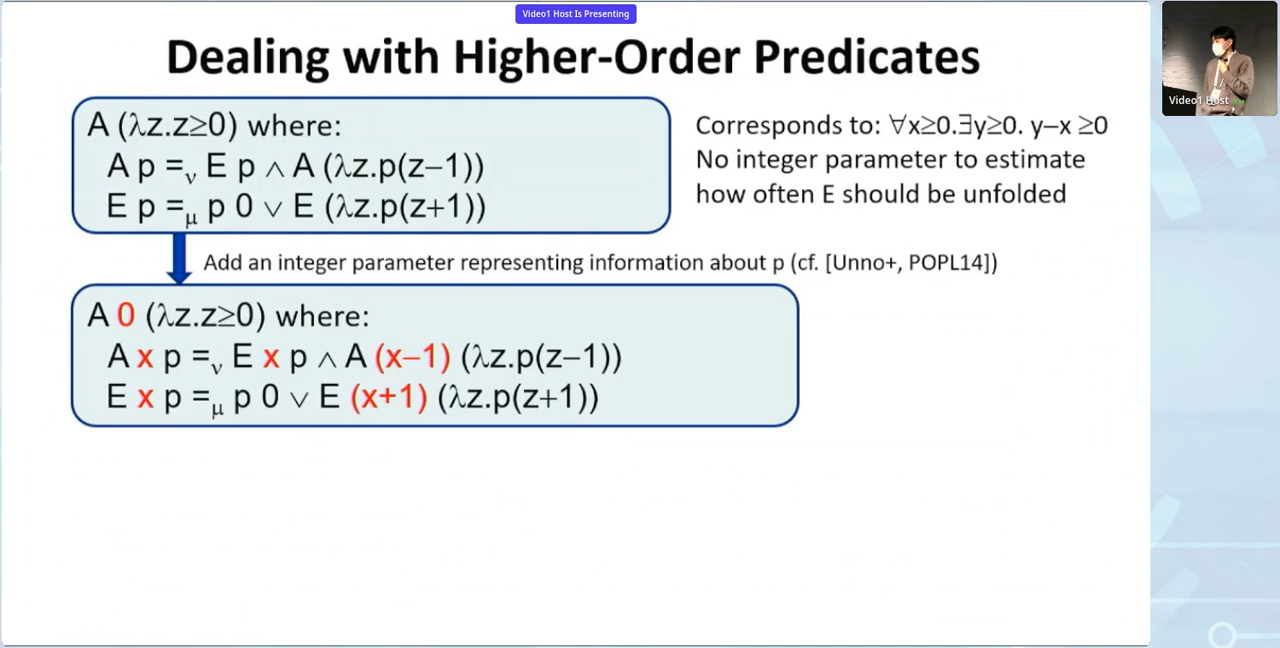 Video1 Host Is Presenting
Dealing with Higher-Order Predicates
A (λz.z≥0) where:
A p =ν E p ∧ A (λz.p(z−1))
E p =μ p 0 ∨ E (λz.p(z+1))
Corresponds to: ∀x≥0.∃y≥0. y−x ≥0
No integer parameter to estimate
how often E should be unfolded
Add an integer parameter representing information about p (cf. [Unno+, POPL14])
A 0 (λz.z≥0) where:
A x p =ν E x p ∧ A (x−1) (λz.p(z−1))
E x p =μ p 0 ∨ E (x+1) (λz.p(z+1))
Video1 Host